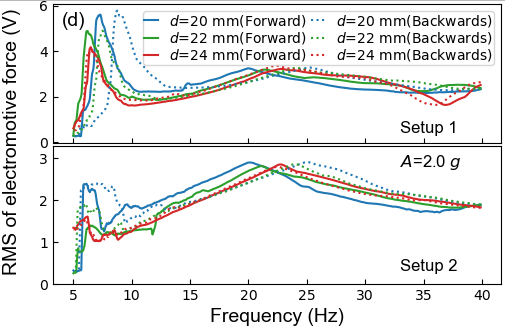 (d)
d=20 mm(Forward) d=20 mm(Backwards)
d=22 mm(Forward) d=22 mm(Backwards)
d=24 mm(Forward) d=24 mm(Backwards)
6
4
2
0
Setup 1
RMS of electromotive force (V)
A=2.0 g
3
2
1
0
Setup 2
5 10 15 20 25 30 35 40
Frequency (Hz)